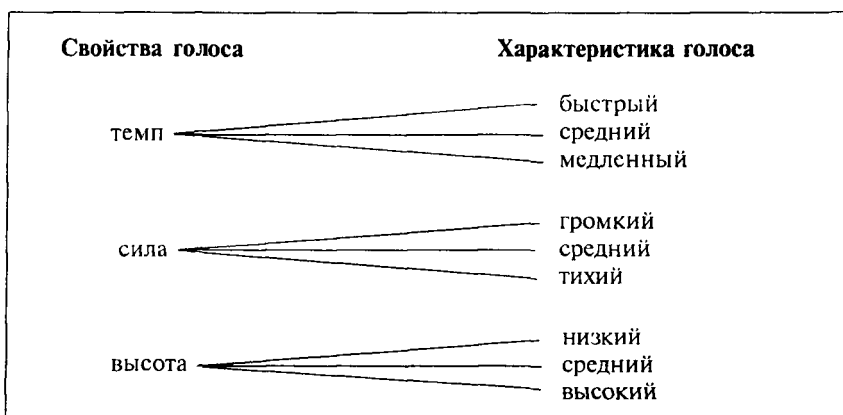 Свойства голоса Характеристика голоса
темп
быстрый
средний
медленный
сила
громкий
средний
тихий
высота
низкий
средний
высокий